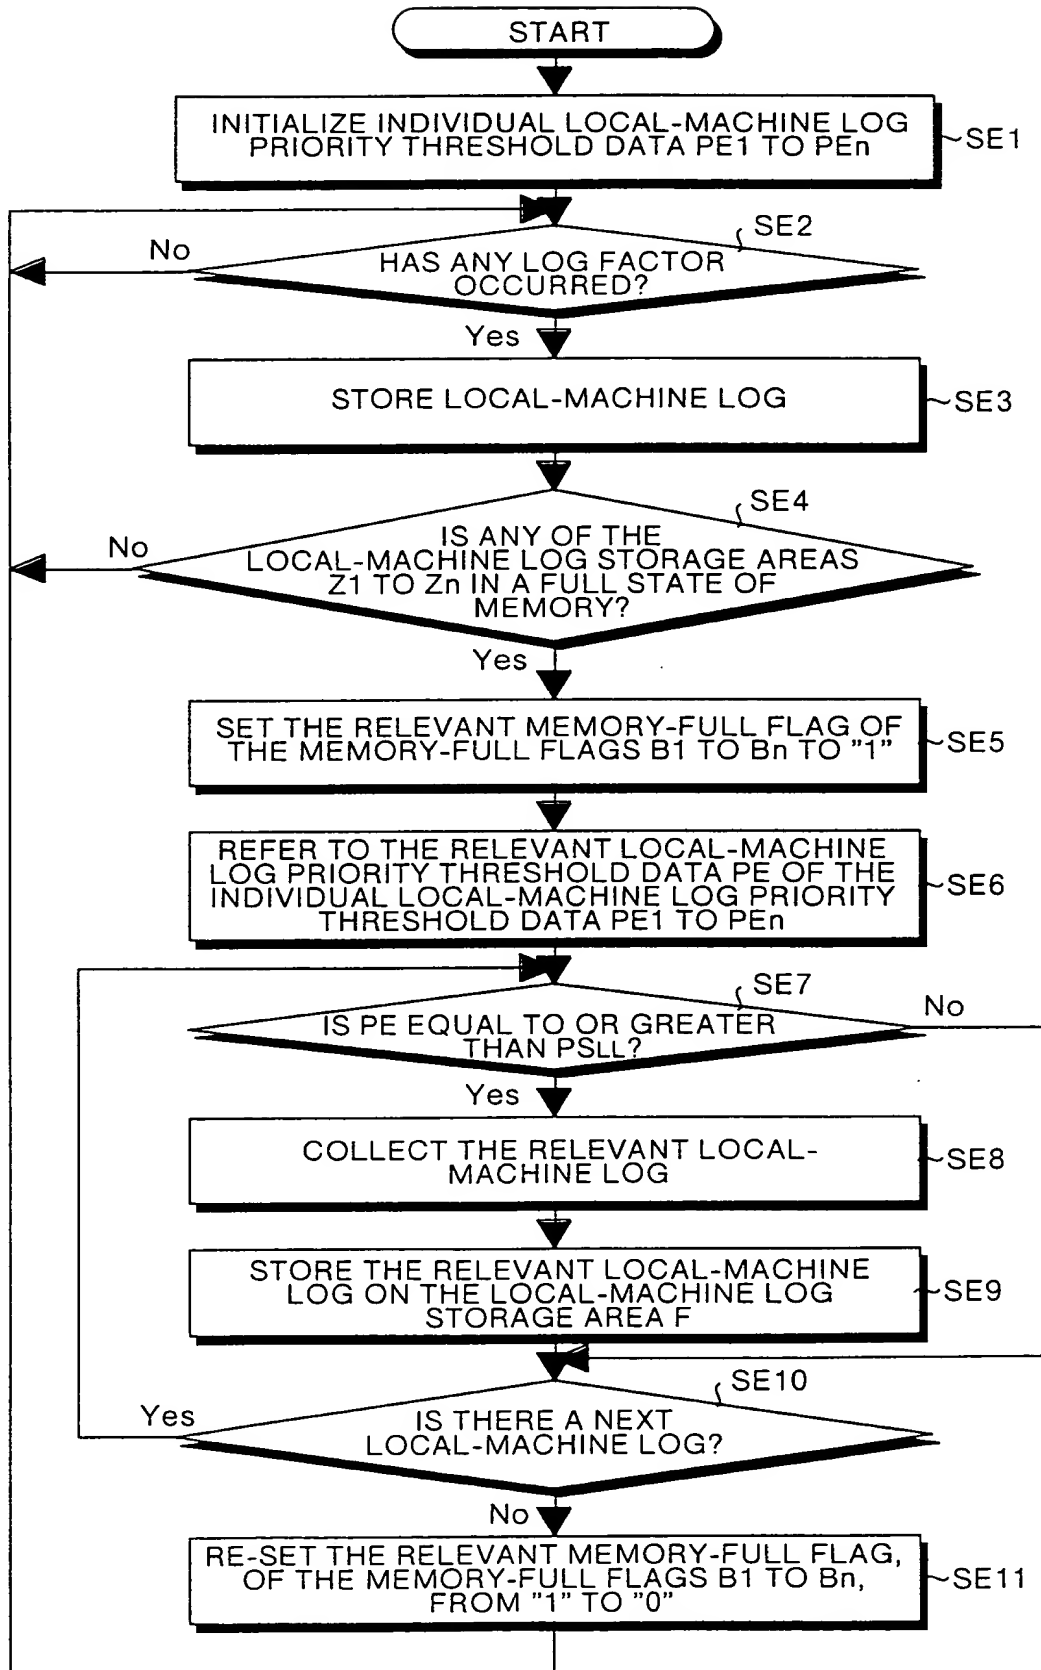 START
INITIALIZE INDIVIDUAL LOCAL-MACHINE LOG
PRIORITY THRESHOLD DATA PE1 TO PEn
SE1
SE2
No
HAS ANY LOG FACTOR
OCCURRED?
Yes
STORE LOCAL-MACHINE LOG
SE3
SE4
No
IS ANY OF THE
LOCAL-MACHINE LOG STORAGE AREAS
Z1 TO Zn IN A FULL STATE OF
MEMORY?
Yes
SET THE RELEVANT MEMORY-FULL FLAG OF
THE MEMORY-FULL FLAGS B1 TO Bn TO "1"
SE5
REFER TO THE RELEVANT LOCAL-MACHINE
LOG PRIORITY THRESHOLD DATA PE OF THE
INDIVIDUAL LOCAL-MACHINE LOG PRIORITY
THRESHOLD DATA PE1 TO PEn
SE6
SE7
No
IS PE EQUAL TO OR GREATER
THAN PSLL?
Yes
COLLECT THE RELEVANT LOCAL-
MACHINE LOG
SE8
STORE THE RELEVANT LOCAL-MACHINE
LOG ON THE LOCAL-MACHINE LOG
STORAGE AREA F
SE9
SE10
Yes
IS THERE A NEXT
LOCAL-MACHINE LOG?
No
RE-SET THE RELEVANT MEMORY-FULL FLAG,
OF THE MEMORY-FULL FLAGS B1 TO Bn,
FROM "1" TO "0"
SE11